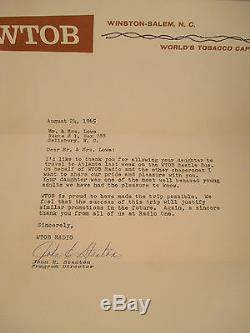 WTOB
WINSTON-SALEM, N. C.
WORLD'S TOBACCO CAP
August 24, 1965
Mr. & Mrs. Lowe
Route # 1, Box 288
Salisbury, N. C.
Dear Mr. & Mrs. Lowe:
I'd like to thank you for allowing your daughter to
travel to Atlanta last week on the WTOB Beatle Bus.
On behalf of WTOB Radio and the other chaperones I
want to share our pride and pleasure with you.
Your daughter was one of the most well behaved young
adults we have had the pleasure to know.
WTOB is proud to have made the trip possible. We
feel that the success of this trip will justify
similar promotions in the future. Again, a sincere
thank you from all of us at Radio One.
Sincerely,
WTOB RADIO
John E Steaton
Program Director